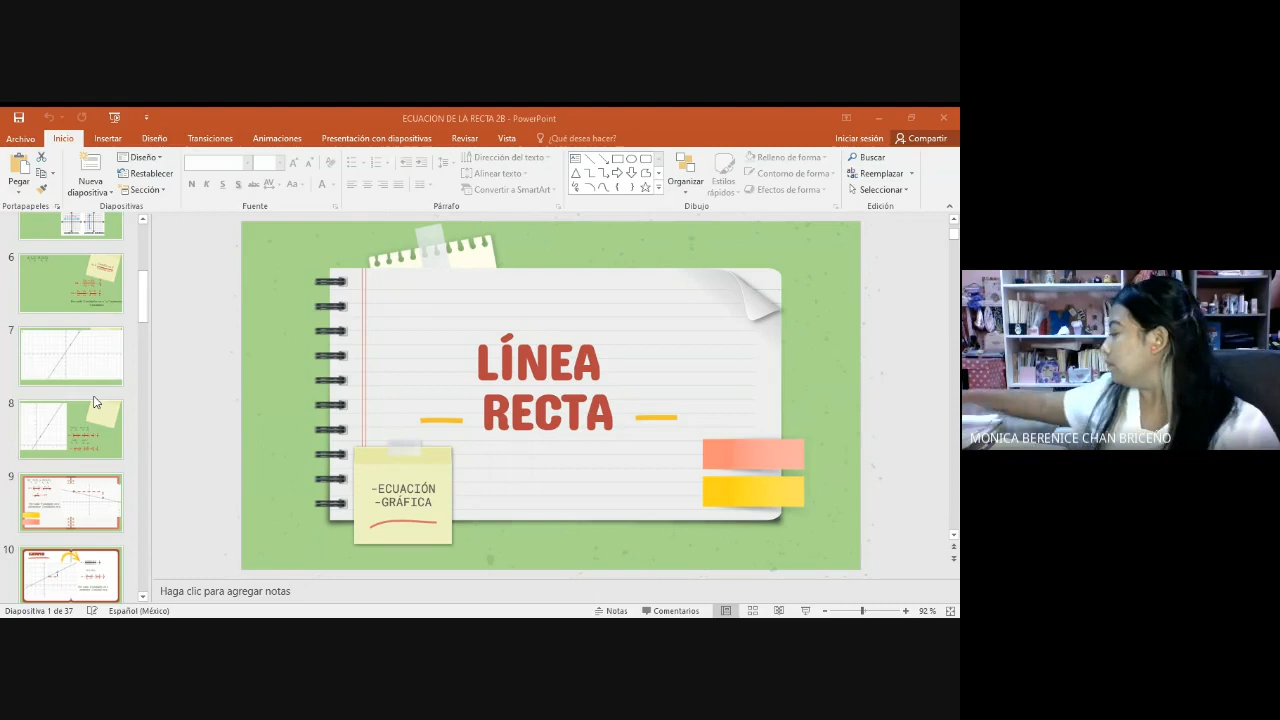 ECUACION DE LA RECTA 2B - PowerPoint
Archivo Inicio Insertar Diseño Transiciones Animaciones Presentación con diapositivas Revisar Vista ¿Qué desea hacer? Iniciar sesión Compartir
Pegar
Nueva diapositiva
Diseño
Restablecer
Sección
N K S S abc AV Aa A
Dirección del texto
Alinear texto
Convertir a SmartArt
Organizar
Estilos rápidos
Relleno de forma
Contorno de forma
Efectos de forma
Buscar
Reemplazar
Seleccionar
Portapapeles Diapositivas Fuente Párrafo Dibujo Edición
6
7
8
9
10
LÍNEA
RECTA
-ECUACIÓN
-GRÁFICA
MONICA BERENICE CHAN BRICEÑO
Haga clic para agregar notas
Diapositiva 1 de 37 Español (México) Notas Comentarios 92 %